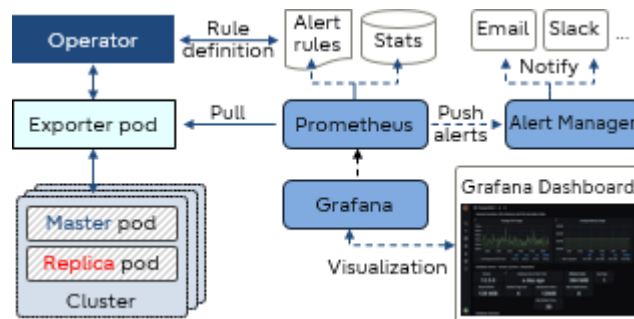 Operator
Rule
definition
Alert
rules
Stats
Email
Slack
...
Notify
Exporter pod
Pull
Prometheus
Push
alerts
Alert Manager
Grafana
Visualization
Grafana Dashboard
Master pod
Replica pod
Cluster